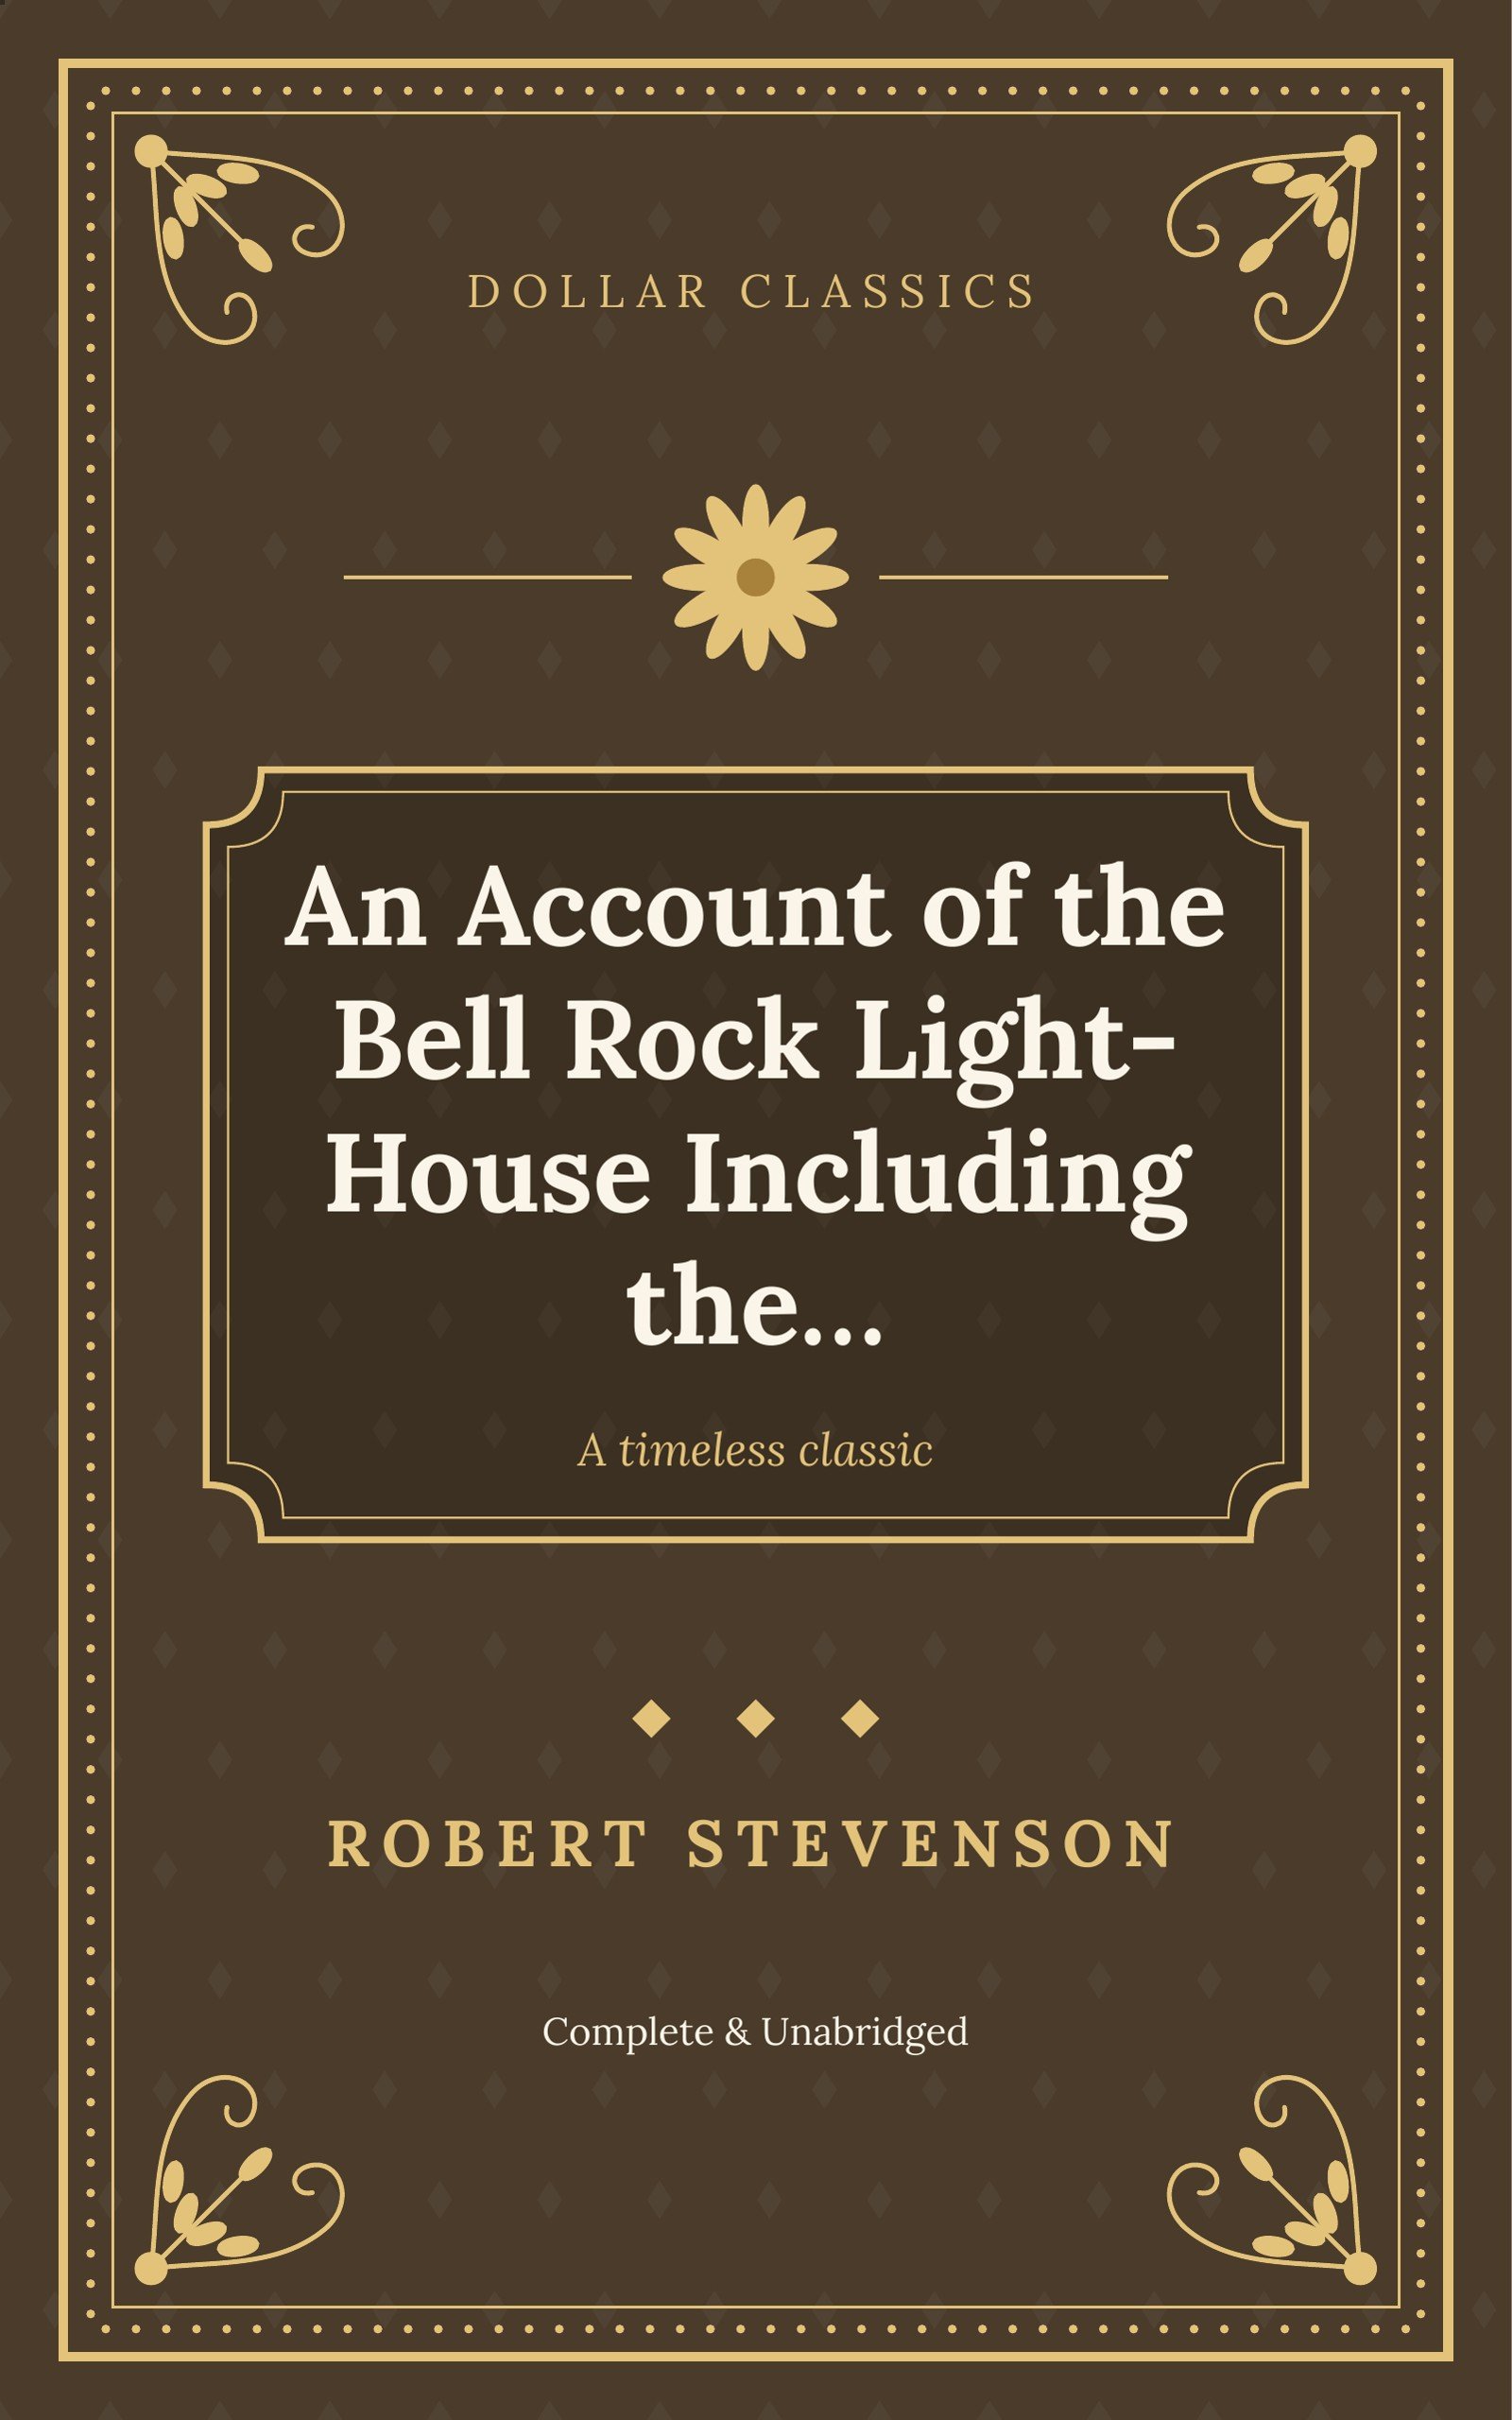 DOLLAR CLASSICS
An Account of the
Bell Rock Light-
House Including
the...
A timeless classic
ROBERT STEVENSON
Complete & Unabridged